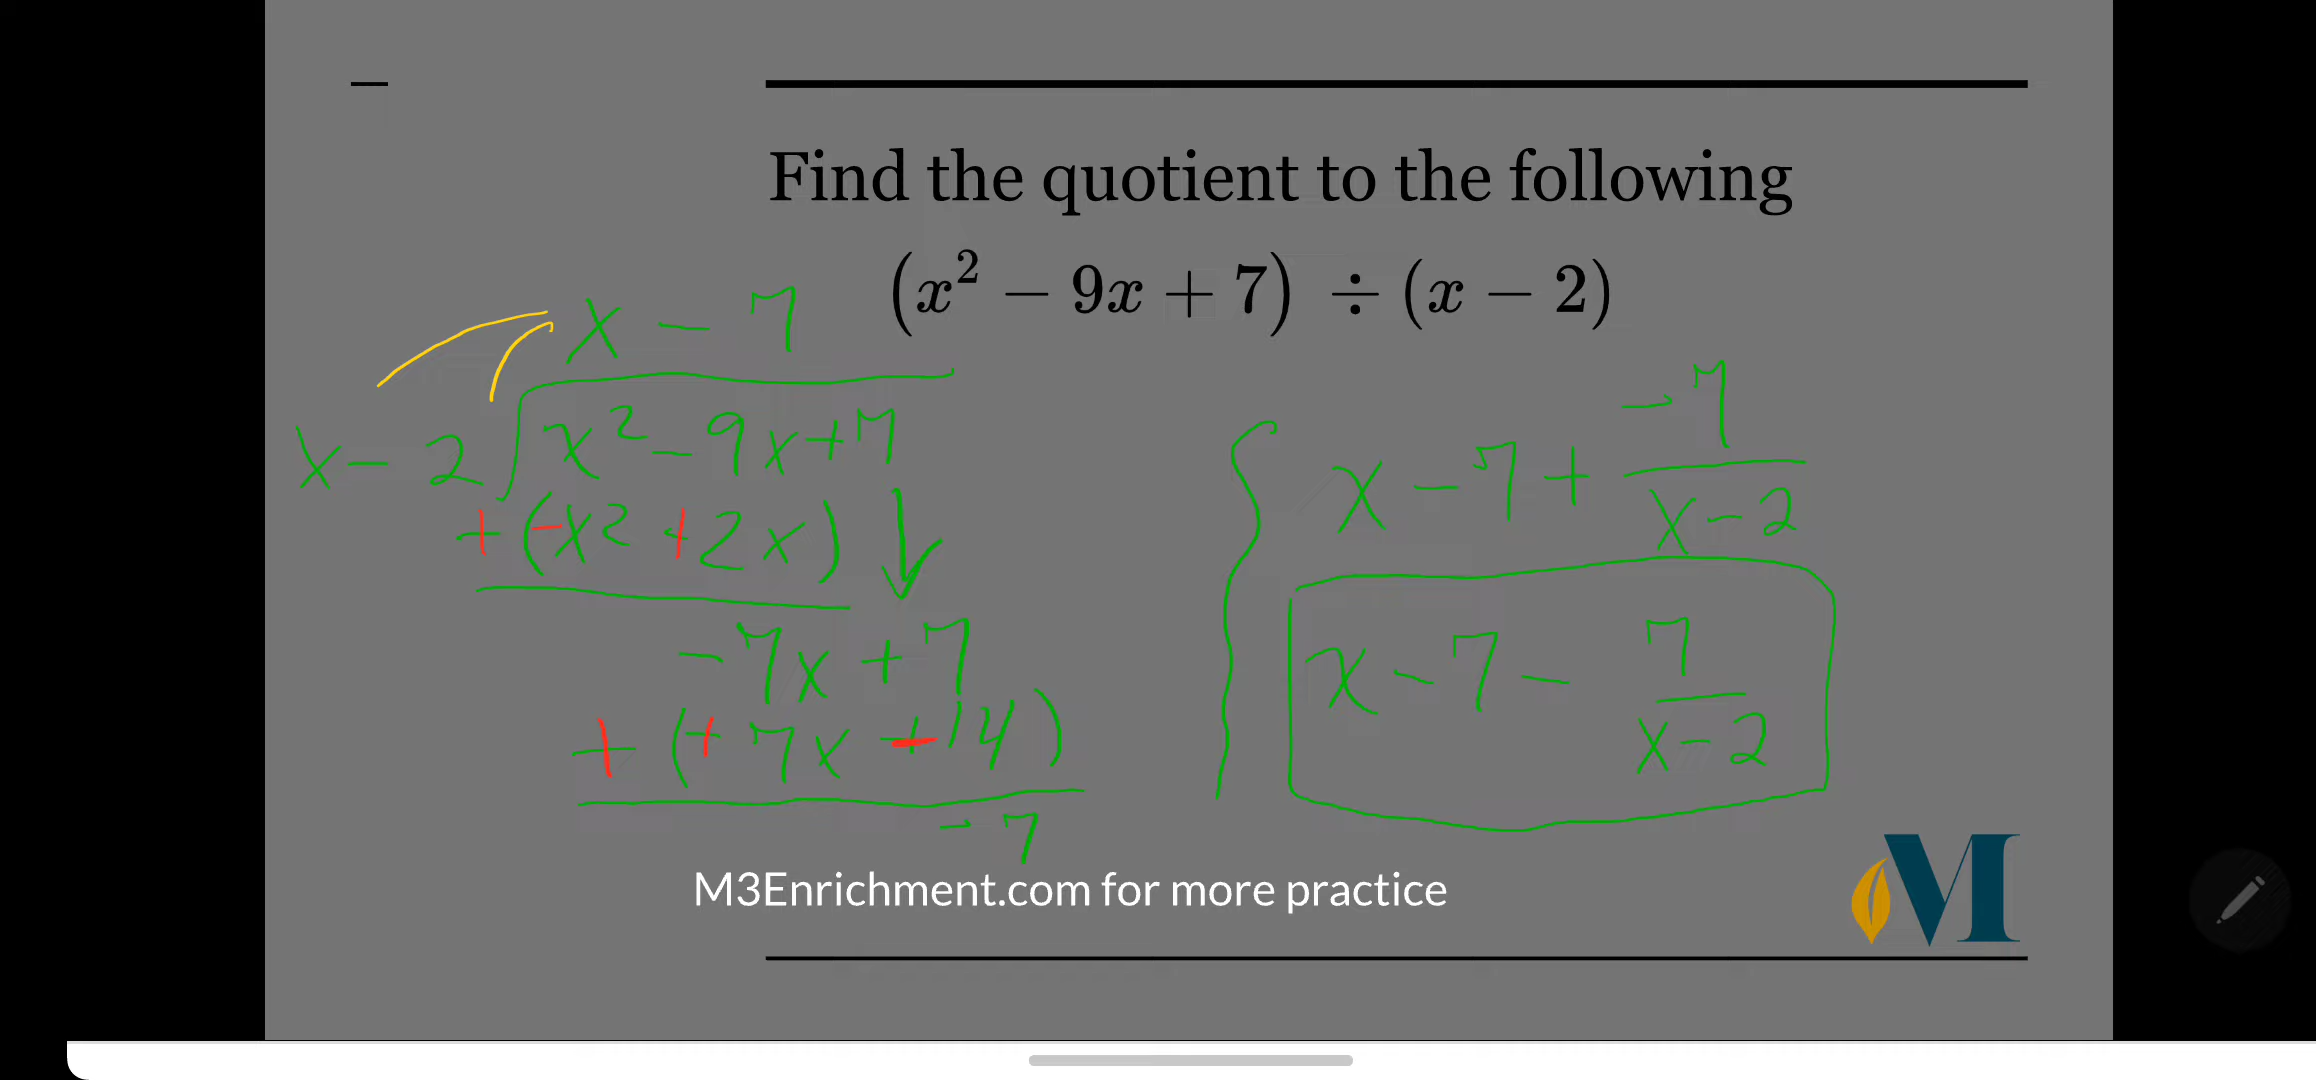 Find the quotient to the following
(x² − 9x + 7) ÷ (x − 2)
x − 7
x − 2 x² − 9x + 7
+ (−x² + 2x)
−7x + 7
+ (+7x − 14)
−7
x − 7 + −7/x − 2
x − 7 − 7/x − 2
M3Enrichment.com for more practice
M